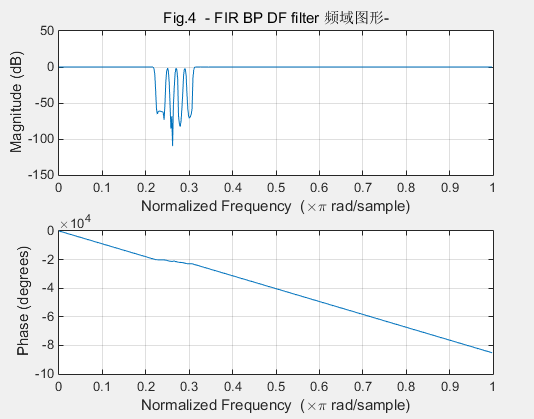 Fig.4 - FIR BP DF filter 频域图形-
50
0
-50
-100
-150
Magnitude (dB)
0 0.1 0.2 0.3 0.4 0.5 0.6 0.7 0.8 0.9 1
Normalized Frequency (×π rad/sample)
×10⁴
0
-2
-4
-6
-8
-10
Phase (degrees)
0 0.1 0.2 0.3 0.4 0.5 0.6 0.7 0.8 0.9 1
Normalized Frequency (×π rad/sample)